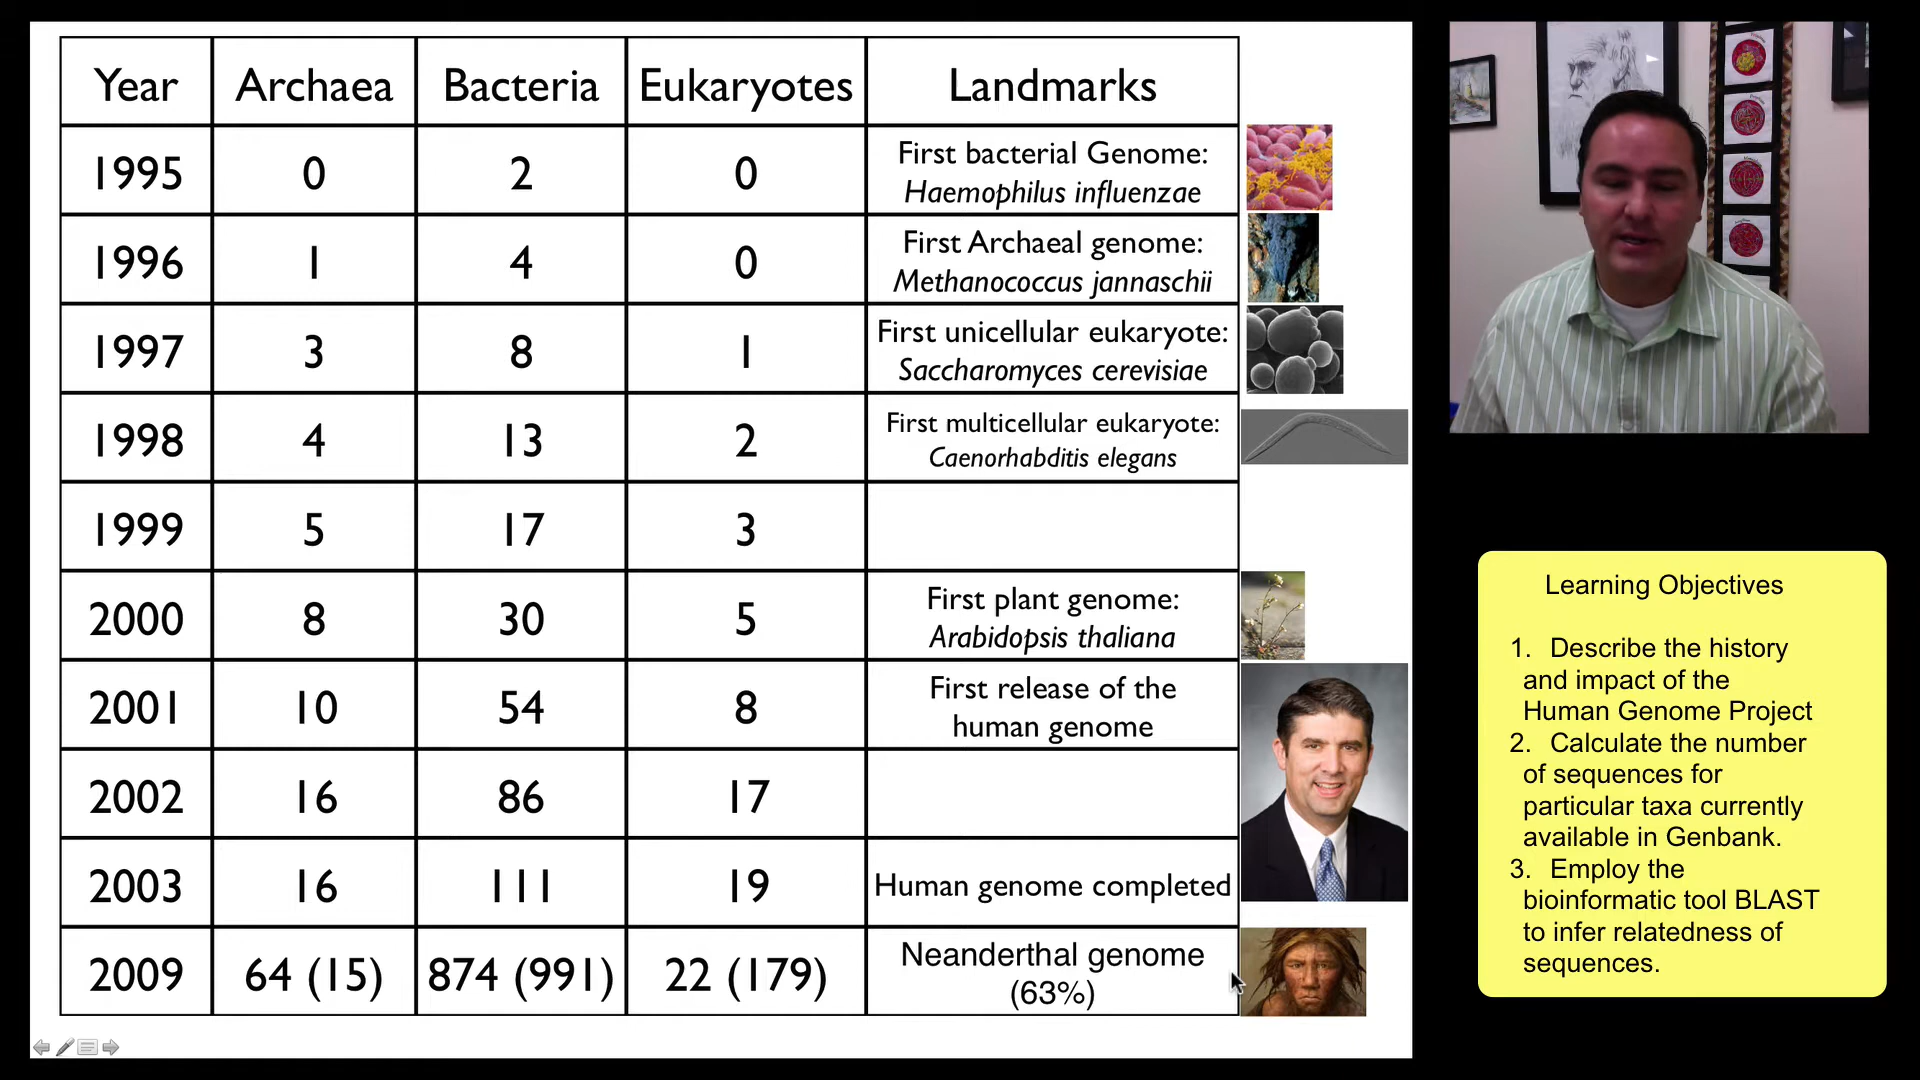 Year Archaea Bacteria Eukaryotes Landmarks
1995 0 2 0 First bacterial Genome:
Haemophilus influenzae
1996 1 4 0 First Archaeal genome:
Methanococcus jannaschii
1997 3 8 1 First unicellular eukaryote:
Saccharomyces cerevisiae
1998 4 13 2 First multicellular eukaryote:
Caenorhabditis elegans
1999 5 17 3
2000 8 30 5 First plant genome:
Arabidopsis thaliana
2001 10 54 8 First release of the
human genome
2002 16 86 17
2003 16 111 19 Human genome completed
2009 64 (15) 874 (991) 22 (179) Neanderthal genome
(63%)
Learning Objectives
1. Describe the history
and impact of the
Human Genome Project
2. Calculate the number
of sequences for
particular taxa currently
available in Genbank.
3. Employ the
bioinformatic tool BLAST
to infer relatedness of
sequences.